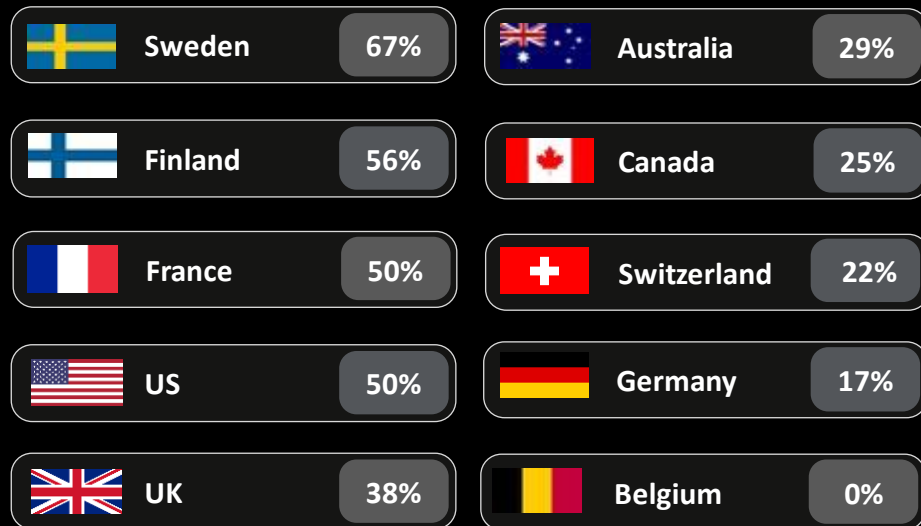 Sweden 67%
Finland 56%
France 50%
US 50%
UK 38%
Australia 29%
Canada 25%
Switzerland 22%
Germany 17%
Belgium 0%